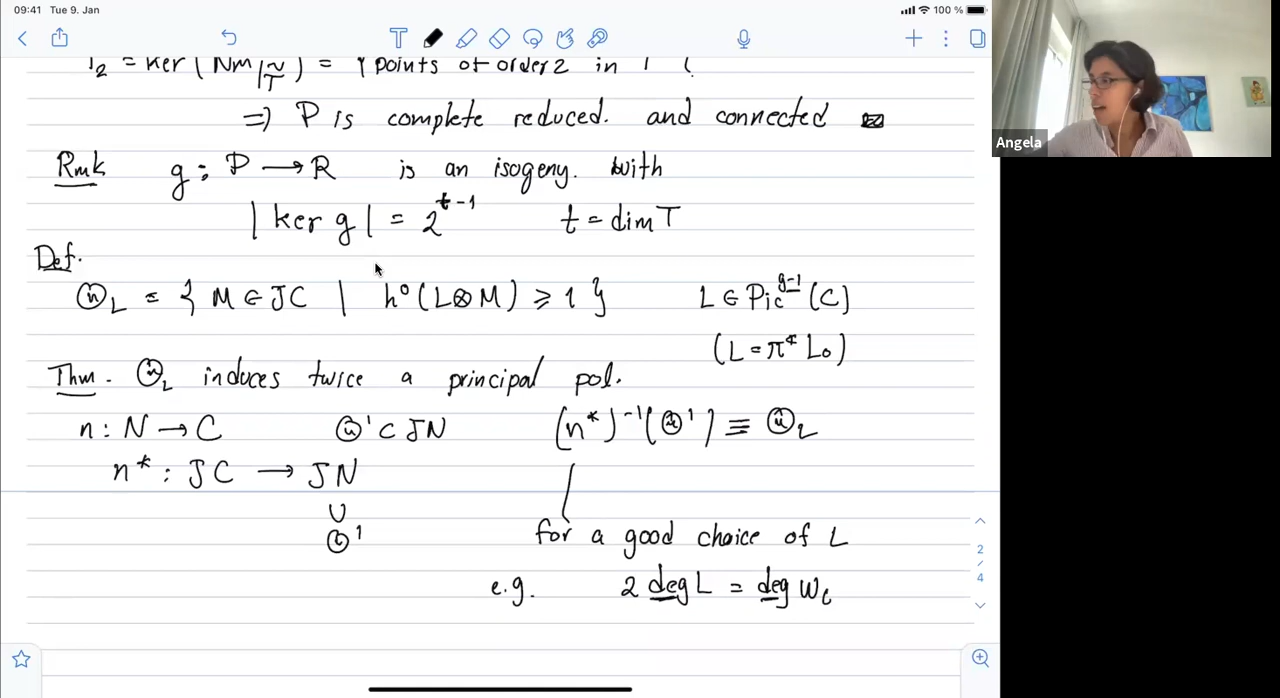 09:41 Tue 9. Jan
100 %
= Ker ( Nm ) = { points of order 2 in
=> P is complete reduced. and connected
Angela
Rmk g : P → R is an isogeny. with
| ker g | = 2^{t-1} t = dim T
Def.
Θ_L = { M ∈ JC | h⁰(L⊗M) ⩾ 1 } L ∈ Pic^{g-1}(C)
(L = π* L₀)
Thm. Θ_L induces twice a principal pol.
n : N → C Θ' ⊂ JN (n*)^{-1}(Θ') ≡ Θ_L
n* : JC → JN
∪
Θ'
for a good choice of L
e.g. 2 deg L = deg ω_C
2
/
4